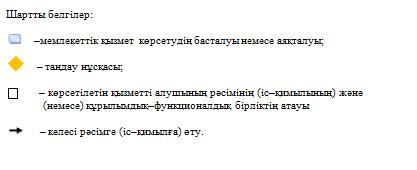 Шартты белгілер:
–мемлекеттік қызмет көрсетудің басталуы немесе аяқталуы;
– таңдау нұсқасы;
– көрсетілетін қызметті алушының рәсімінің (іс–қимылының) және
(немесе) құрылымдық–функционалдық бірліктің атауы
– келесі рәсімге (іс–қимылға) өту.